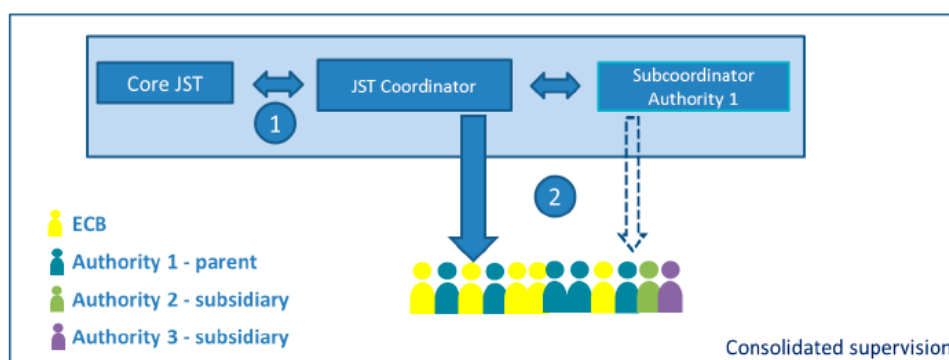 Core JST
JST Coordinator
Subcoordinator
Authority 1
1
2
ECB
Authority 1 - parent
Authority 2 - subsidiary
Authority 3 - subsidiary
Consolidated supervision